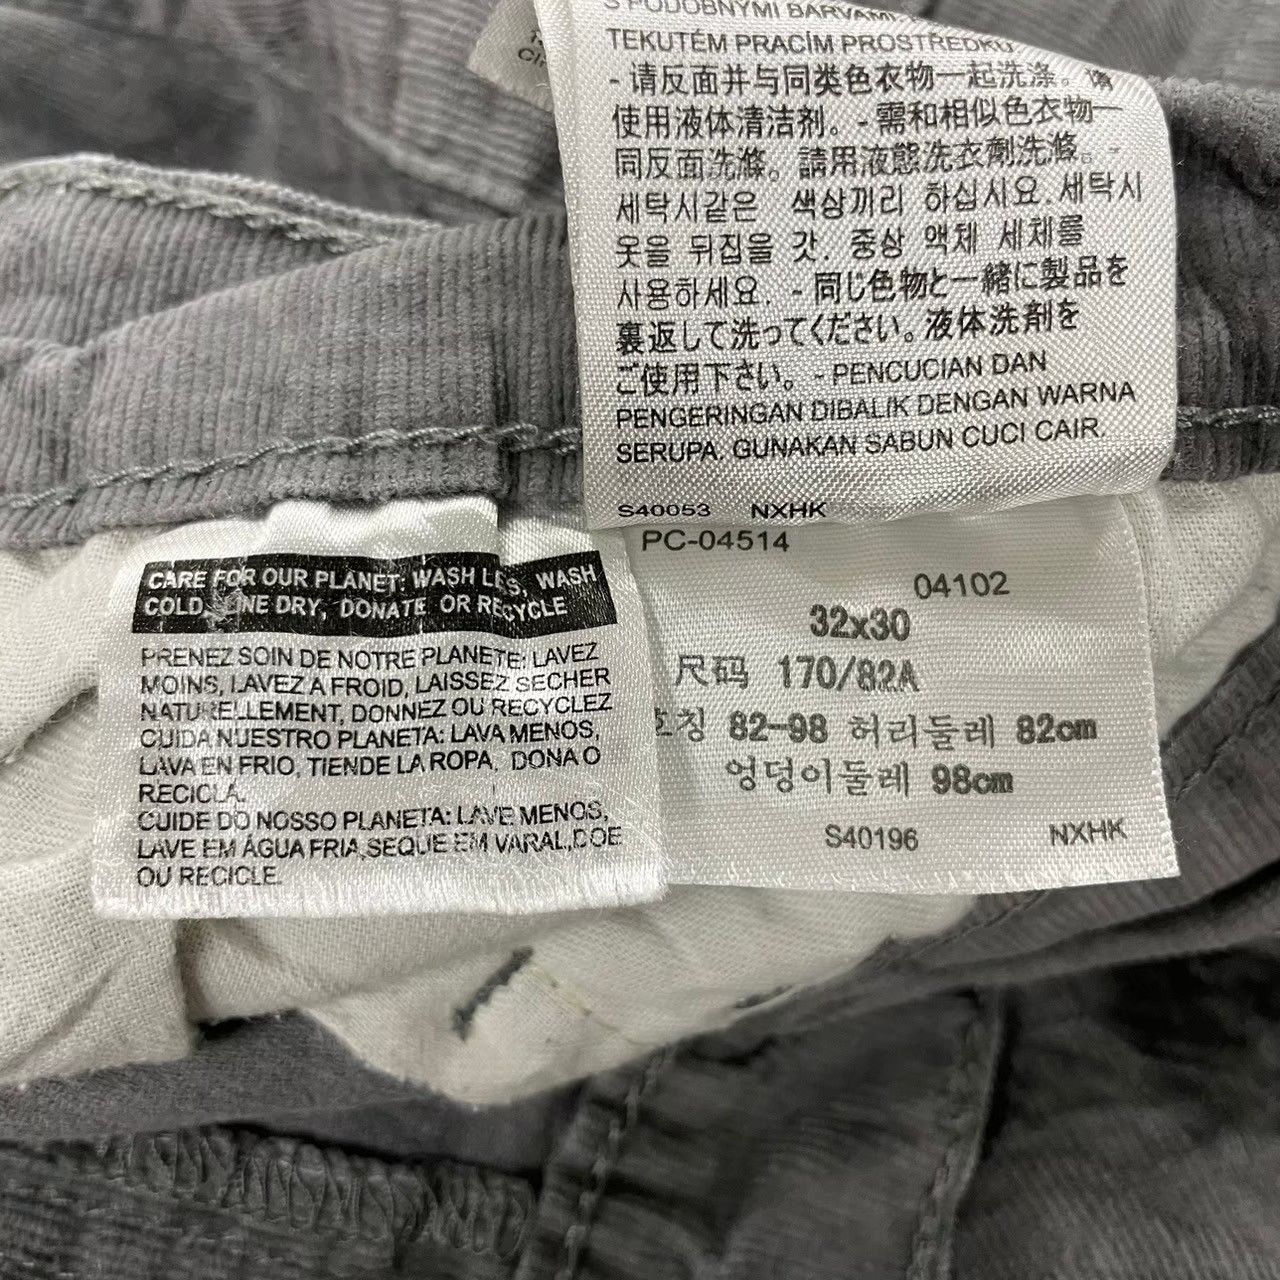 S PODOBNÝMI BARVAMI
TEKUTÉM PRACÍM PROSTŘEDKU
- 请反面并与同类色衣物一起洗涤。请
使用液体清洁剂。- 需和相似色衣物一
同反面洗滌。請用液態洗衣劑洗滌。-
세탁시같은 색상끼리 하십시요. 세탁시
옷을 뒤집을 것. 중상 액체 세제를
사용하세요. - 同じ色物と一緒に製品を
裏返して洗ってください。液体洗剤を
ご使用下さい。- PENCUCIAN DAN
PENGERINGAN DIBALIK DENGAN WARNA
SERUPA. GUNAKAN SABUN CUCI CAIR
S40053 NXHK
PC-04514
04102
32x30
尺码 170/82A
호칭 82-98 허리둘레 82cm
엉덩이둘레 98cm
S40196 NXHK
CARE FOR OUR PLANET: WASH LESS, WASH
COLD, LINE DRY, DONATE OR RECYCLE
PRENEZ SOIN DE NOTRE PLANETE: LAVEZ
MOINS, LAVEZ A FROID, LAISSEZ SECHER
NATURELLEMENT, DONNEZ OU RECYCLEZ
CUIDA NUESTRO PLANETA: LAVA MENOS,
LAVA EN FRIO, TIENDE LA ROPA, DONA O
RECICLA.
CUIDE DO NOSSO PLANETA: LAVE MENOS,
LAVE EM ÁGUA FRIA,SEQUE EM VARAL,DOE
OU RECICLE.